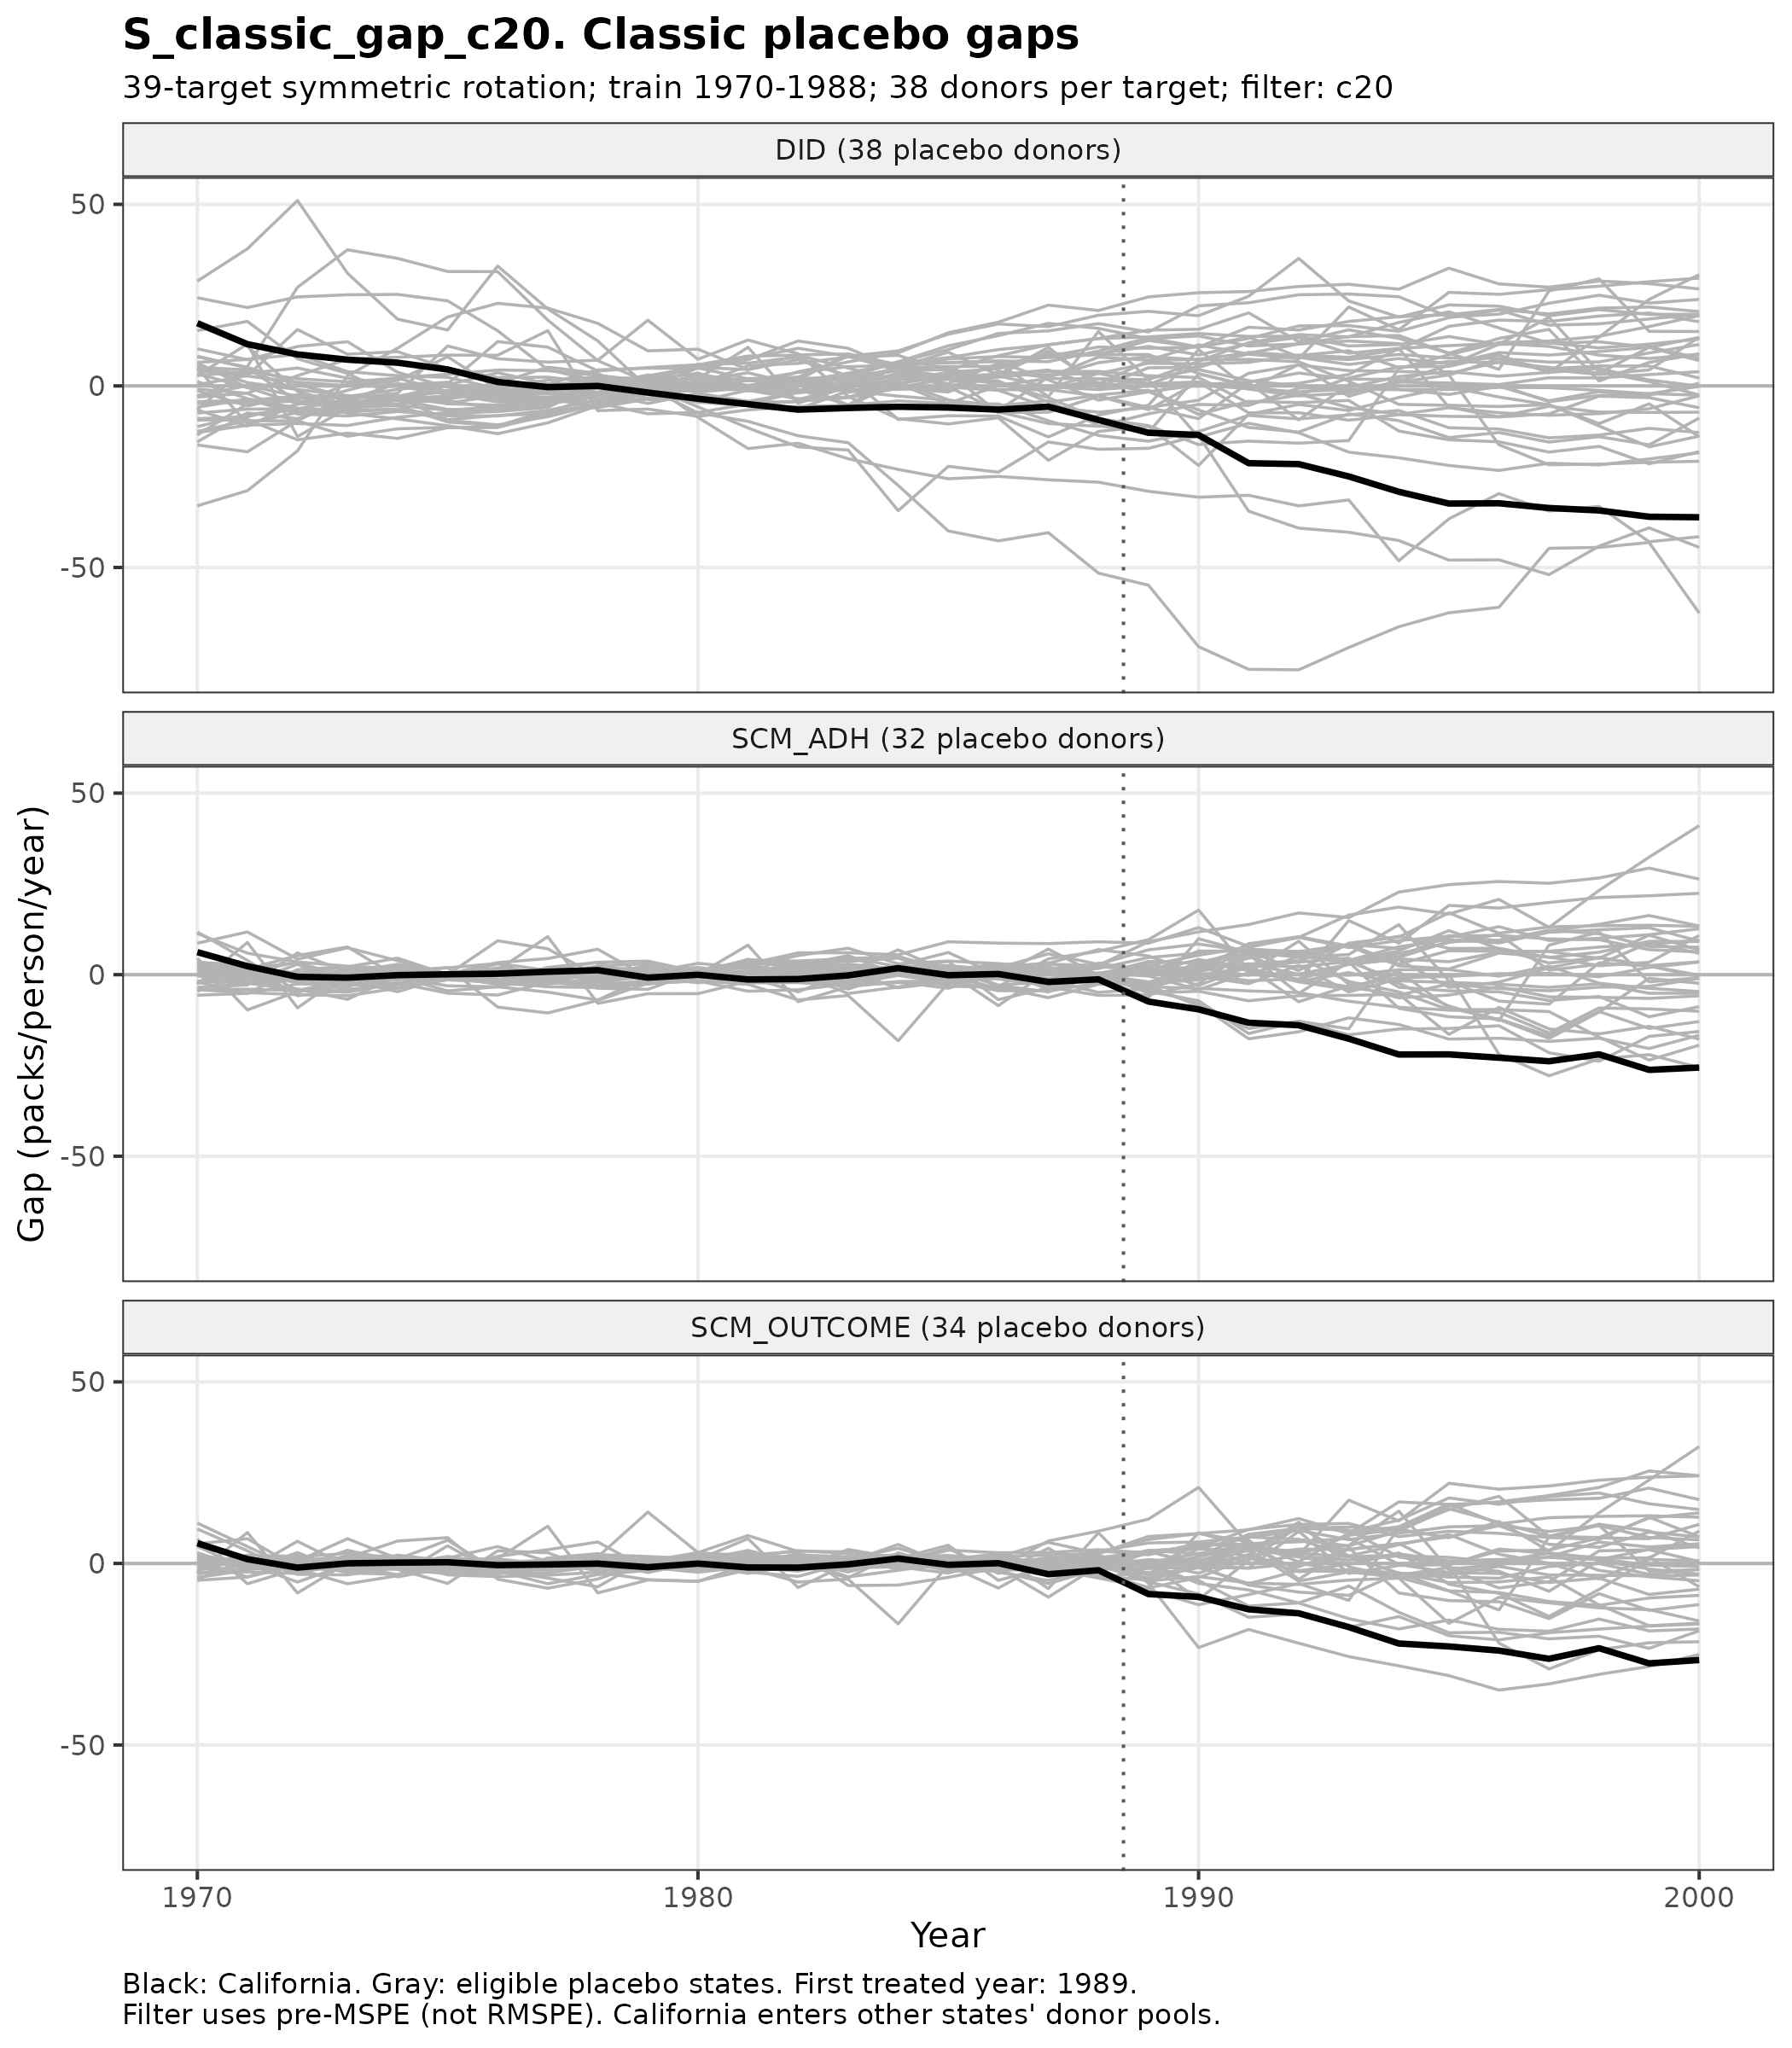 S_classic_gap_c20. Classic placebo gaps
39-target symmetric rotation; train 1970-1988; 38 donors per target; filter: c20
DID (38 placebo donors)
50
0
-50
SCM_ADH (32 placebo donors)
50
0
-50
SCM_OUTCOME (34 placebo donors)
50
0
-50
Gap (packs/person/year)
1970
1980
1990
2000
Year
Black: California. Gray: eligible placebo states. First treated year: 1989.
Filter uses pre-MSPE (not RMSPE). California enters other states' donor pools.